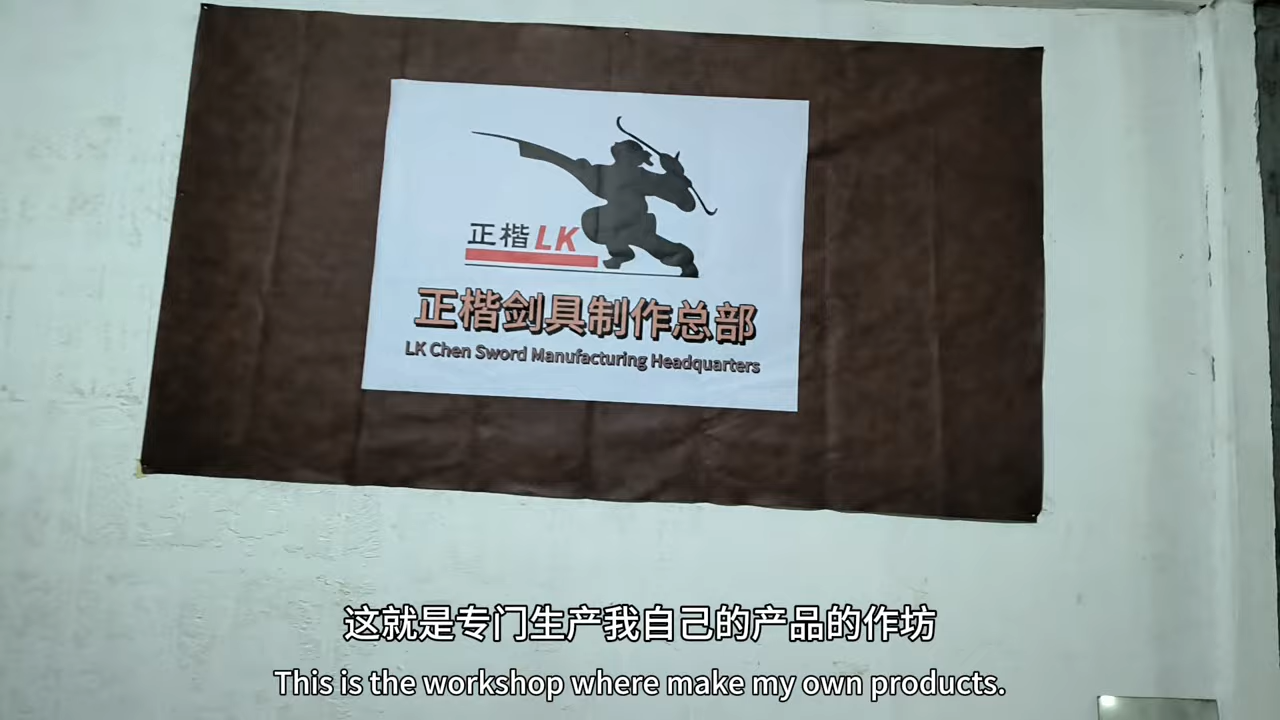 正楷LK
正楷剑具制作总部
LK Chen Sword Manufacturing Headquarters
这就是专门生产我自己的产品的作坊
This is the workshop where make my own products.